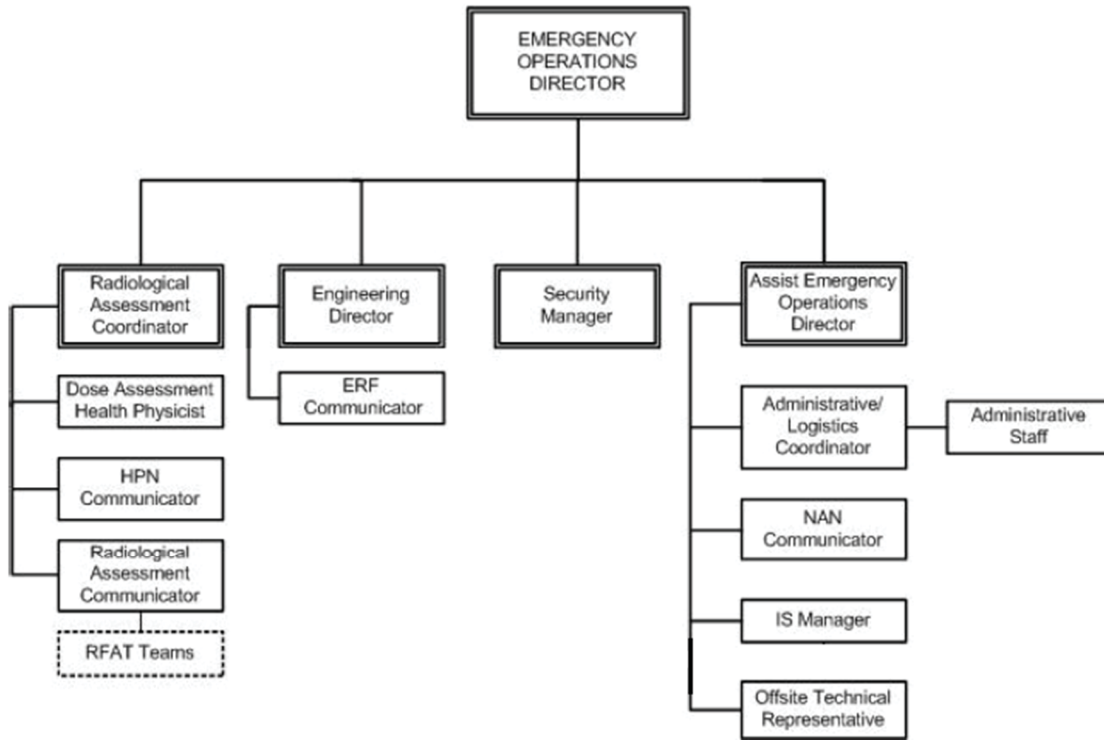 EMERGENCY
OPERATIONS
DIRECTOR
Radiological
Assessment
Coordinator
Engineering
Director
Security
Manager
Assist Emergency
Operations
Director
Dose Assessment
Health Physicist
ERF
Communicator
Administrative/
Logistics
Coordinator
Administrative
Staff
HPN
Communicator
NAN
Communicator
Radiological
Assessment
Communicator
IS Manager
RFAT Teams
Offsite Technical
Representative